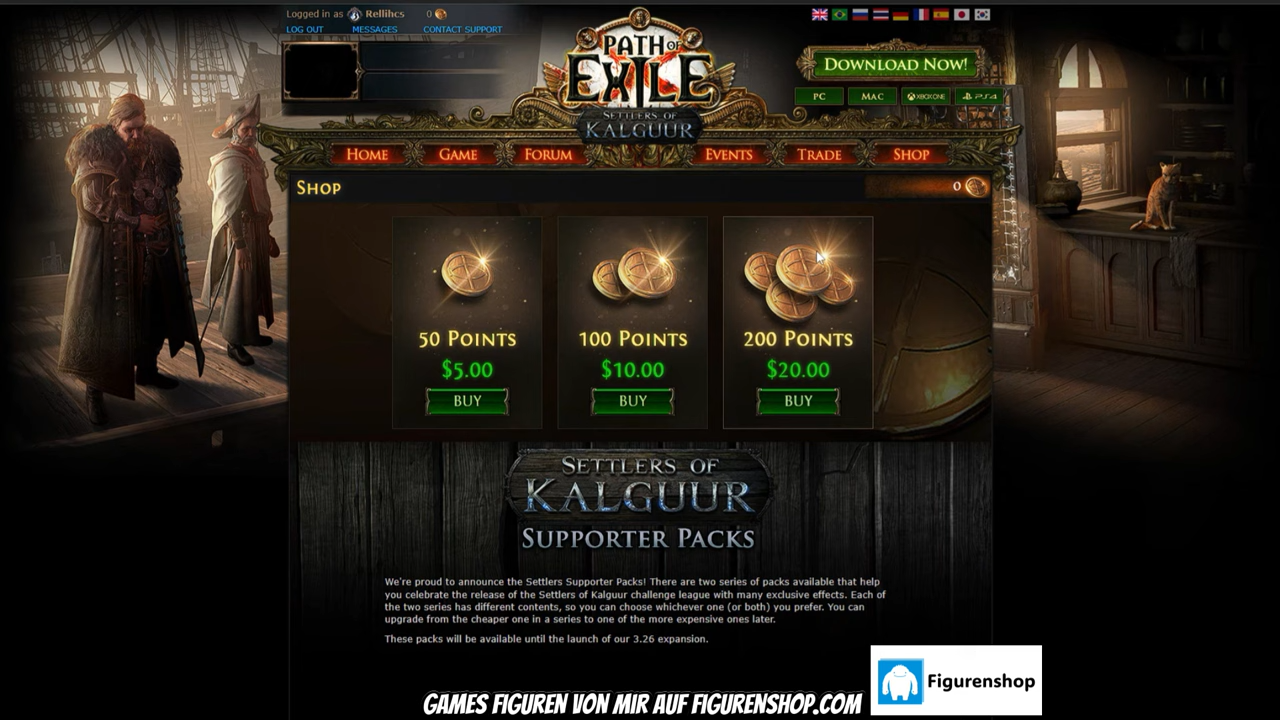 Logged in as Rellihcs 0
LOG OUT MESSAGES CONTACT SUPPORT
PATH OF
EXILE
SETTLERS OF
KALGUUR
DOWNLOAD NOW!
PC MAC XBOX ONE PS4
HOME GAME FORUM EVENTS TRADE SHOP
SHOP 0
50 POINTS
$5.00
BUY
100 POINTS
$10.00
BUY
200 POINTS
$20.00
BUY
SETTLERS OF
KALGUUR
SUPPORTER PACKS
We're proud to announce the Settlers Supporter Packs! There are two series of packs available that help
you celebrate the release of the Settlers of Kalguur challenge league with many exclusive effects. Each of
the two series has different contents, so you can choose whichever one (or both) you prefer. You can
upgrade from the cheaper one in a series to one of the more expensive ones later.
These packs will be available until the launch of our 3.26 expansion.
GAMES FIGUREN VON MIR AUF FIGURENSHOP.COM
Figurenshop